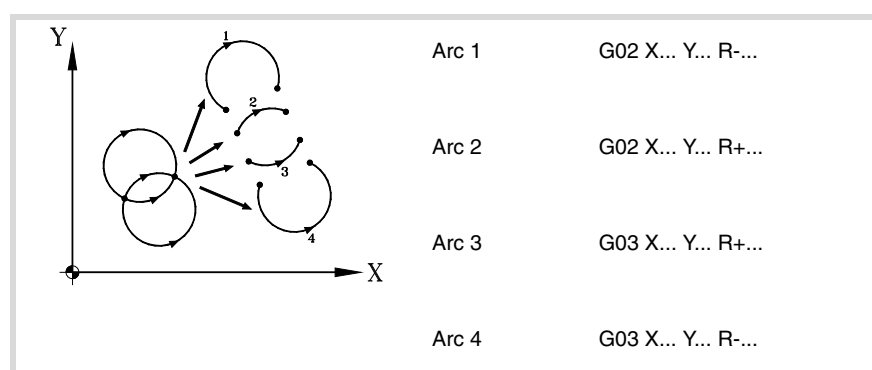 Y
1
2
3
4
X
Arc 1 G02 X... Y... R-...
Arc 2 G02 X... Y... R+...
Arc 3 G03 X... Y... R+...
Arc 4 G03 X... Y... R-...